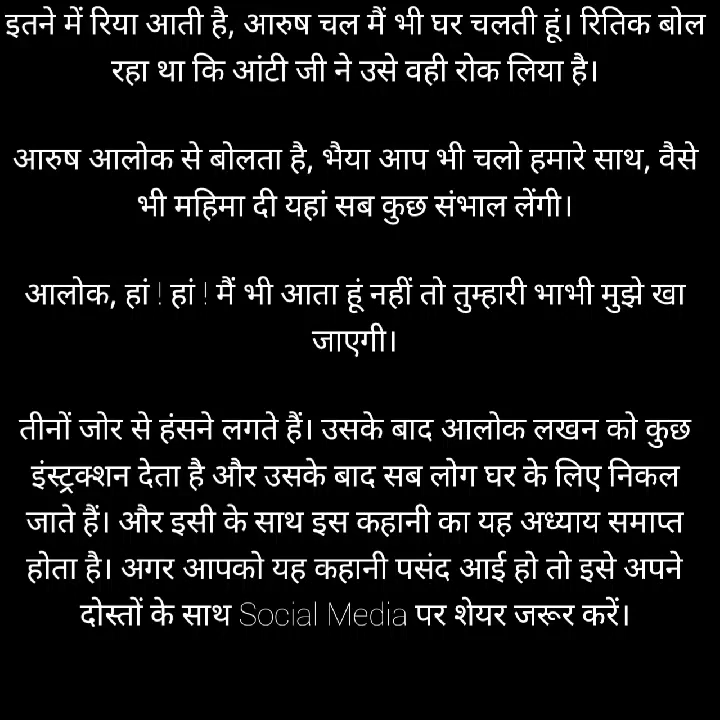 इतने में रिया आती है, आरुष चल मैं भी घर चलती हूं। रितिक बोल
रहा था कि आंटी जी ने उसे वही रोक लिया है।
आरुष आलोक से बोलता है, भैया आप भी चलो हमारे साथ, वैसे
भी महिमा दी यहां सब कुछ संभाल लेंगी।
आलोक, हां ! हां ! मैं भी आता हूं नहीं तो तुम्हारी भाभी मुझे खा
जाएगी।
तीनों जोर से हंसने लगते हैं। उसके बाद आलोक लखन को कुछ
इंस्ट्रक्शन देता है और उसके बाद सब लोग घर के लिए निकल
जाते हैं। और इसी के साथ इस कहानी का यह अध्याय समाप्त
होता है। अगर आपको यह कहानी पसंद आई हो तो इसे अपने
दोस्तों के साथ Social Media पर शेयर जरूर करें।